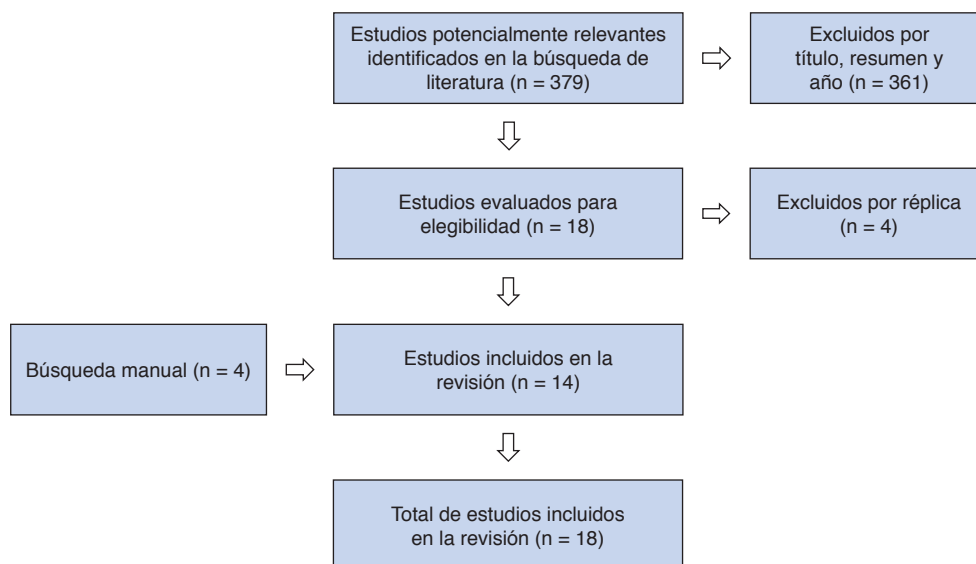 Estudios potencialmente relevantes
identificados en la búsqueda de
literatura (n = 379)
Excluidos por
título, resumen y
año (n = 361)
Estudios evaluados para
elegibilidad (n = 18)
Excluidos por réplica
(n = 4)
Búsqueda manual (n = 4)
Estudios incluidos en la
revisión (n = 14)
Total de estudios incluidos
en la revisión (n = 18)